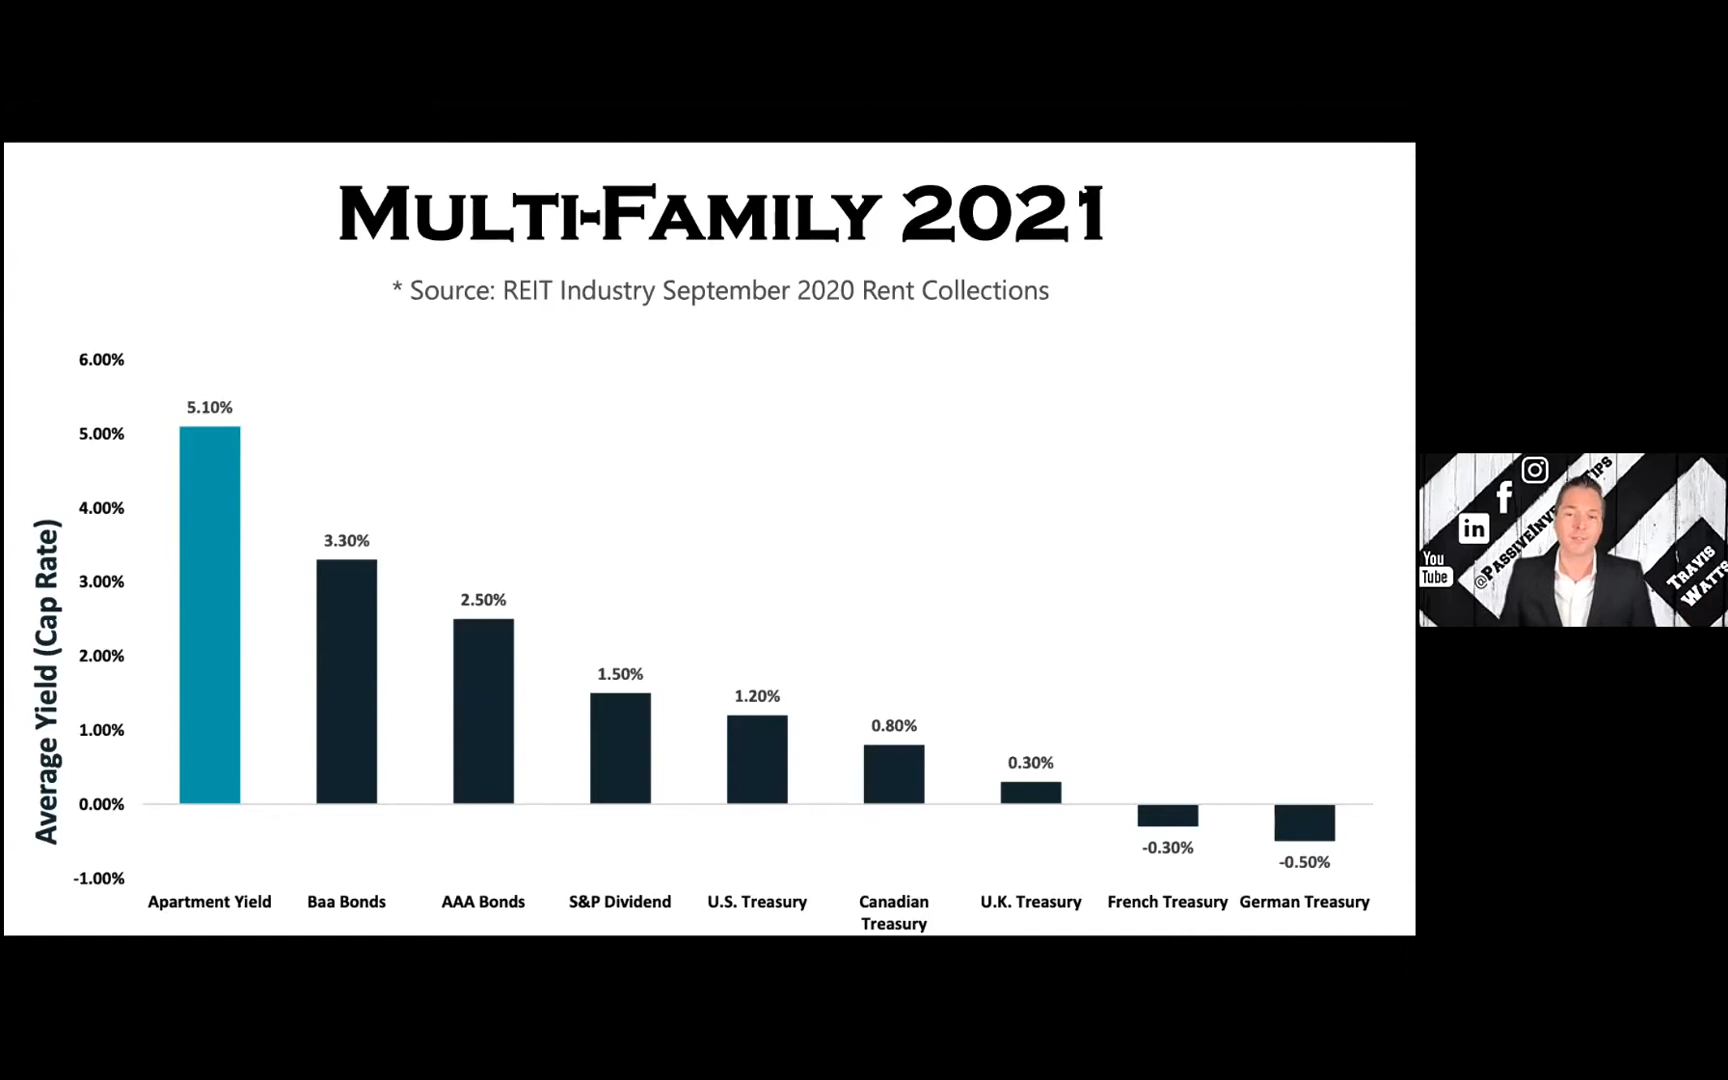 MULTI-FAMILY 2021
* Source: REIT Industry September 2020 Rent Collections
Average Yield (Cap Rate)
6.00%
5.00%
4.00%
3.00%
2.00%
1.00%
0.00%
-1.00%
5.10%
3.30%
2.50%
1.50%
1.20%
0.80%
0.30%
-0.30%
-0.50%
Apartment Yield
Baa Bonds
AAA Bonds
S&P Dividend
U.S. Treasury
Canadian
Treasury
U.K. Treasury
French Treasury
German Treasury
f
in
You
Tube
TIPS
TRAVIS
WATTS